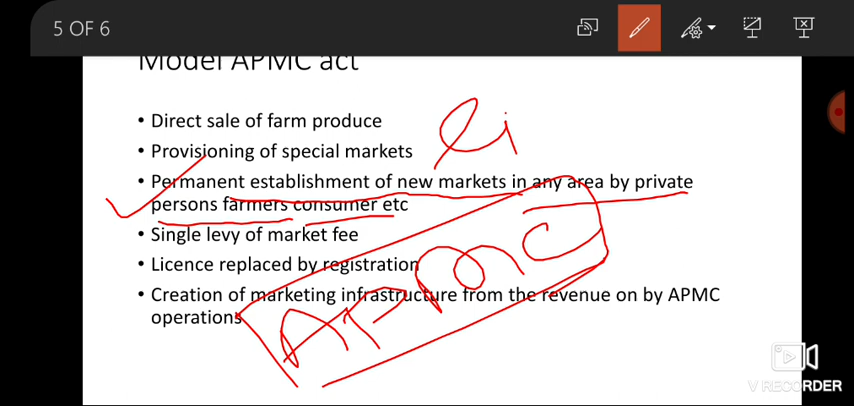 5 OF 6
Model APMC act
• Direct sale of farm produce
• Provisioning of special markets
• Permanent establishment of new markets in any area by private
persons farmers consumer etc
• Single levy of market fee
• Licence replaced by registration
• Creation of marketing infrastructure from the revenue on by APMC
operations
APMC
V RECORDER